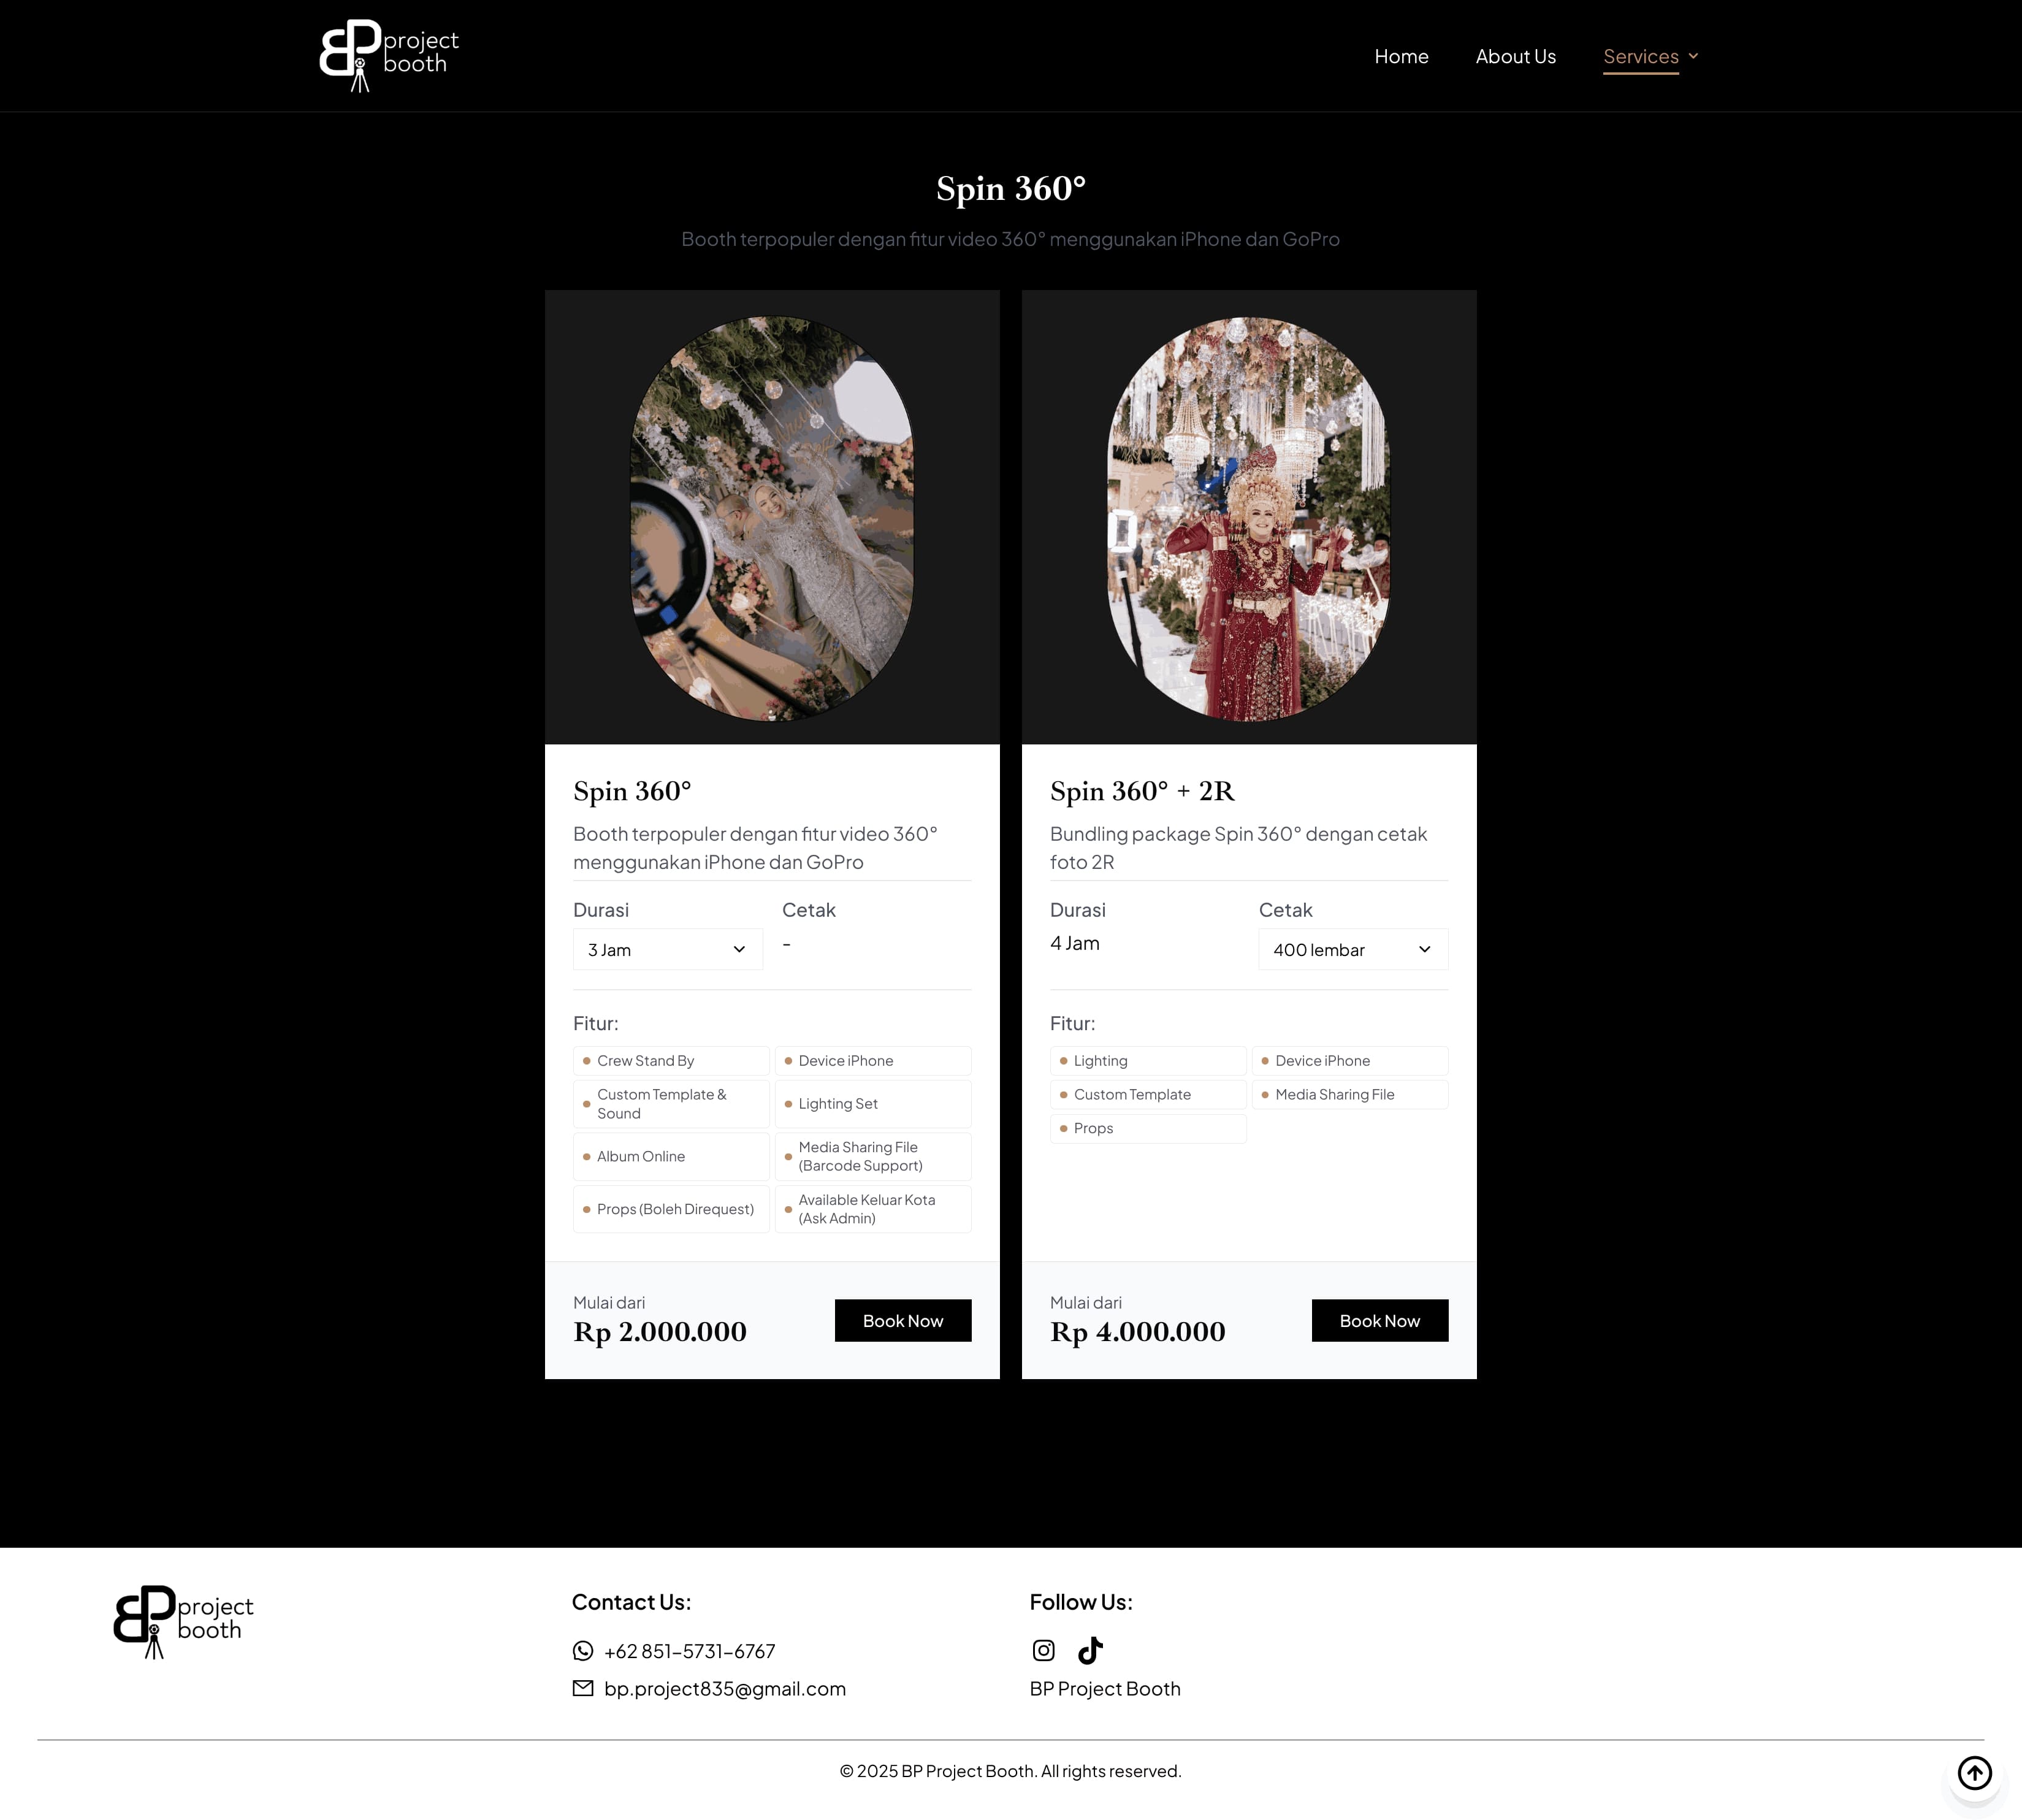 BP project
booth
Home
About Us
Services
Spin 360°
Booth terpopuler dengan fitur video 360° menggunakan iPhone dan GoPro
Spin 360°
Booth terpopuler dengan fitur video 360°
menggunakan iPhone dan GoPro
Durasi
Cetak
3 Jam
-
Fitur:
Crew Stand By
Device iPhone
Custom Template &
Sound
Lighting Set
Album Online
Media Sharing File
(Barcode Support)
Props (Boleh Direquest)
Available Keluar Kota
(Ask Admin)
Mulai dari
Rp 2.000.000
Book Now
Spin 360° + 2R
Bundling package Spin 360° dengan cetak
foto 2R
Durasi
Cetak
4 Jam
400 lembar
Fitur:
Lighting
Device iPhone
Custom Template
Media Sharing File
Props
Mulai dari
Rp 4.000.000
Book Now
BP project
booth
Contact Us:
+62 851-5731-6767
bp.project835@gmail.com
Follow Us:
BP Project Booth
© 2025 BP Project Booth. All rights reserved.